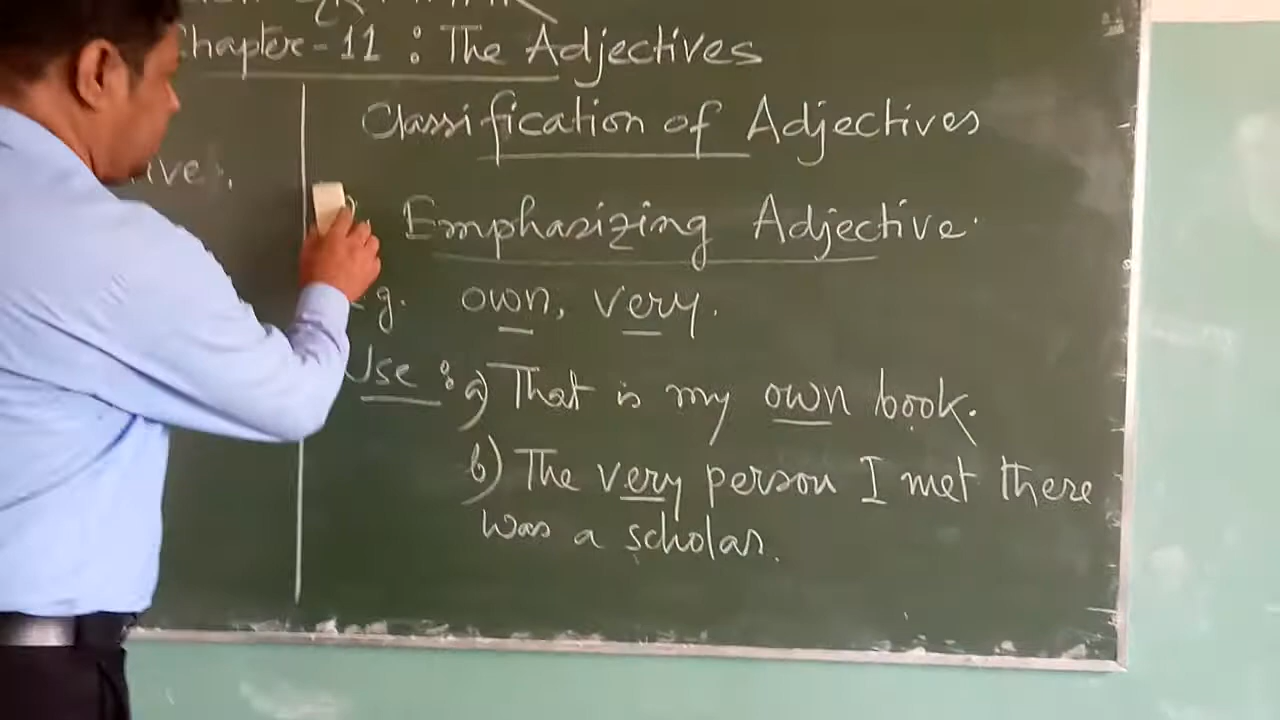 Chapter - 11 : The Adjectives
Classification of Adjectives
Emphasizing Adjective.
own, very.
Use : a) That is my own book.
b) The very person I met there
was a scholar.